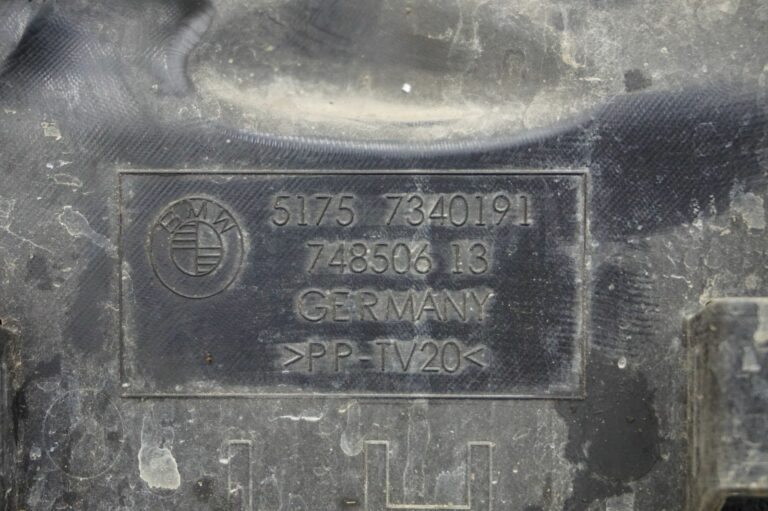 BMW
5175 7340191
748506 13
GERMANY
>PP-TV20<